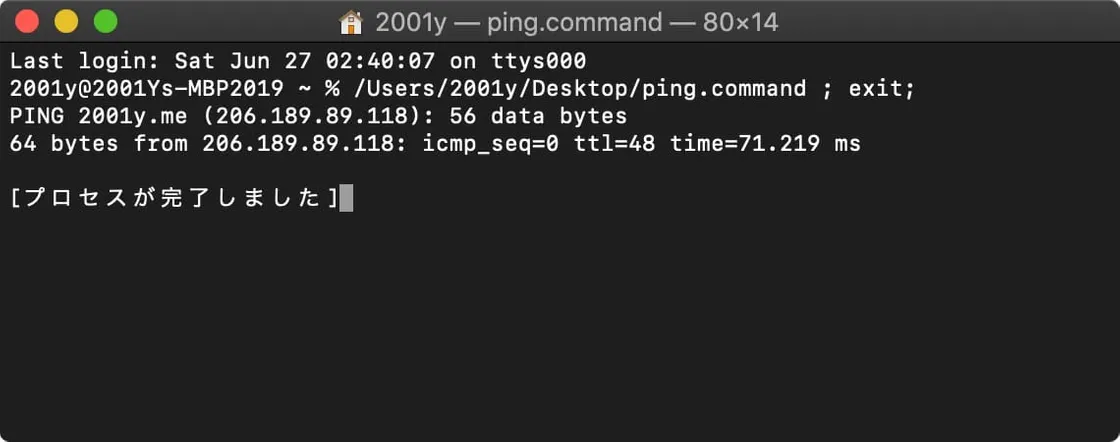 2001y — ping.command — 80×14
Last login: Sat Jun 27 02:40:07 on ttys000
2001y@2001Ys-MBP2019 ~ % /Users/2001y/Desktop/ping.command ; exit;
PING 2001y.me (206.189.89.118): 56 data bytes
64 bytes from 206.189.89.118: icmp_seq=0 ttl=48 time=71.219 ms
[プロセスが完了しました]